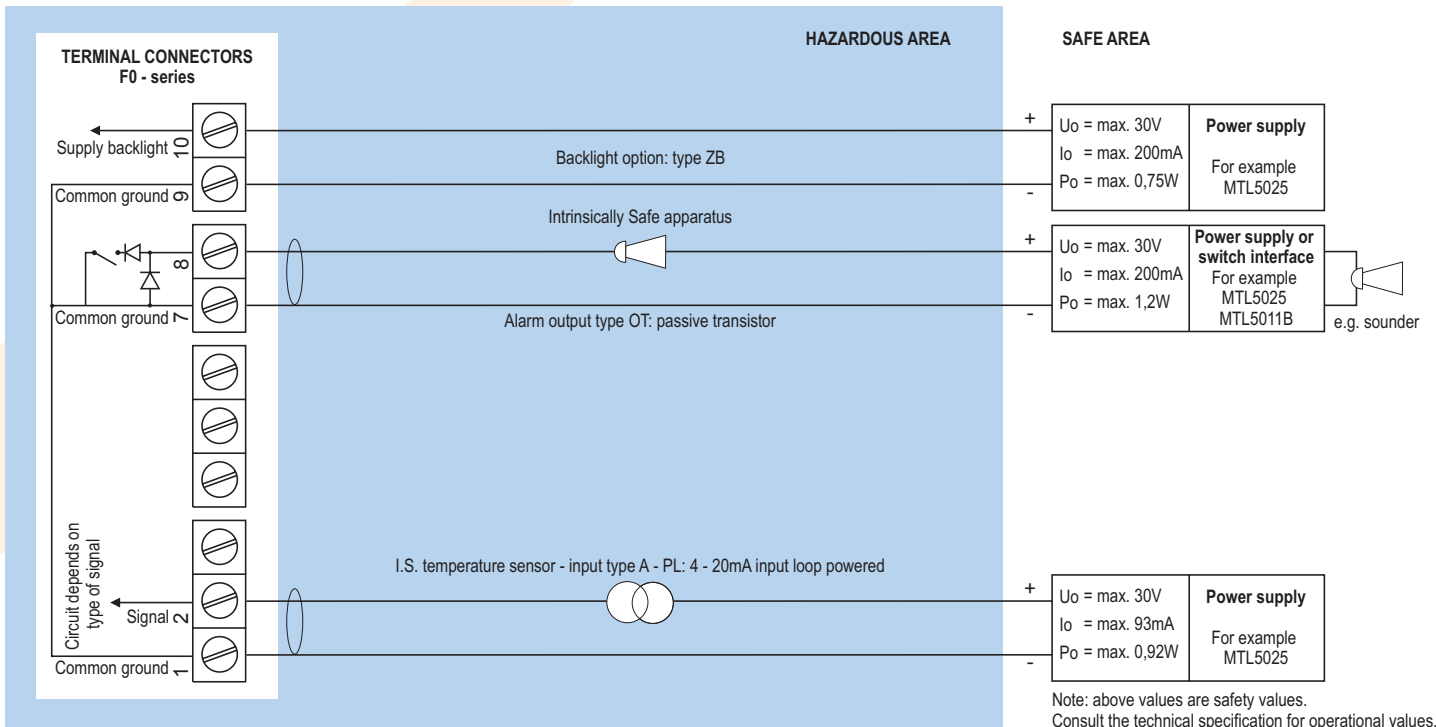 HAZARDOUS AREA
SAFE AREA
TERMINAL CONNECTORS
F0 - series
Supply backlight
10
Common ground
9
8
Common ground
7
Circuit depends on
type of signal
Signal
2
Common ground
1
Backlight option: type ZB
Intrinsically Safe apparatus
Alarm output type OT: passive transistor
I.S. temperature sensor - input type A - PL: 4 - 20mA input loop powered
+
-
Uo = max. 30V
Io = max. 200mA
Po = max. 0,75W
Power supply
For example
MTL5025
+
-
Uo = max. 30V
Io = max. 200mA
Po = max. 1,2W
Power supply or
switch interface
For example
MTL5025
MTL5011B
e.g. sounder
+
-
Uo = max. 30V
Io = max. 93mA
Po = max. 0,92W
Power supply
For example
MTL5025
Note: above values are safety values.
Consult the technical specification for operational values.